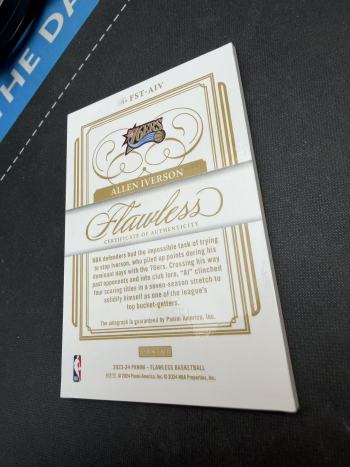 THE DA
No. FST-AIV
76ERS
ALLEN IVERSON
Flawless
CERTIFICATE OF AUTHENTICITY
NBA defenders had the impossible task of trying
to stop Iverson, who piled up points during his
dominant days with the 76ers. Crossing his way
past opponents and into club lore, "AI" clinched
four scoring titles in a seven-season stretch to
solidify himself as one of the league's
top bucket-getters.
The autograph is guaranteed by Panini America, Inc.
PANINI
2023-24 PANINI – FLAWLESS BASKETBALL
© 2024 Panini America, Inc. © 2024 NBA Properties, Inc.
NBA